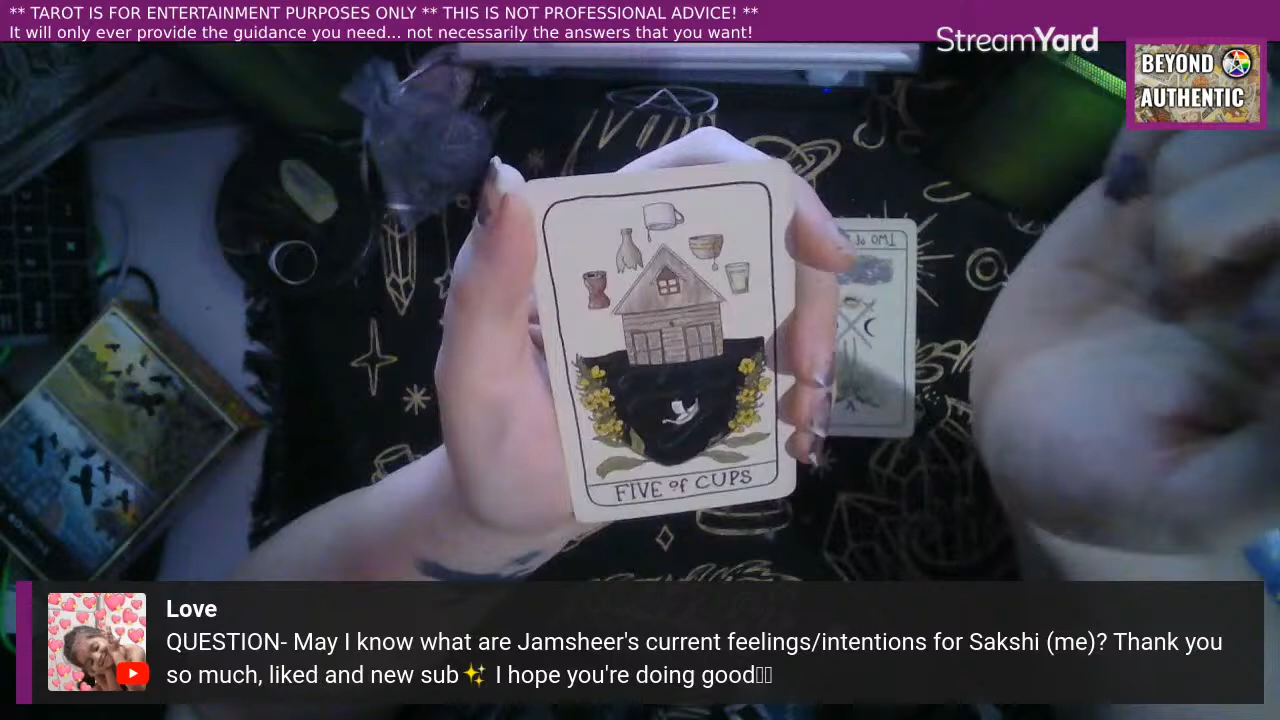 ** TAROT IS FOR ENTERTAINMENT PURPOSES ONLY ** THIS IS NOT PROFESSIONAL ADVICE! **
It will only ever provide the guidance you need... not necessarily the answers that you want!
StreamYard
BEYOND
AUTHENTIC
TWO of
FIVE of CUPS
Love
QUESTION- May I know what are Jamsheer's current feelings/intentions for Sakshi (me)? Thank you
so much, liked and new sub✨ I hope you're doing good▯▯